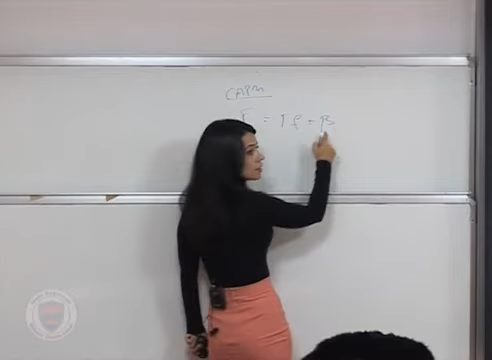 CAPM
r = rf + β